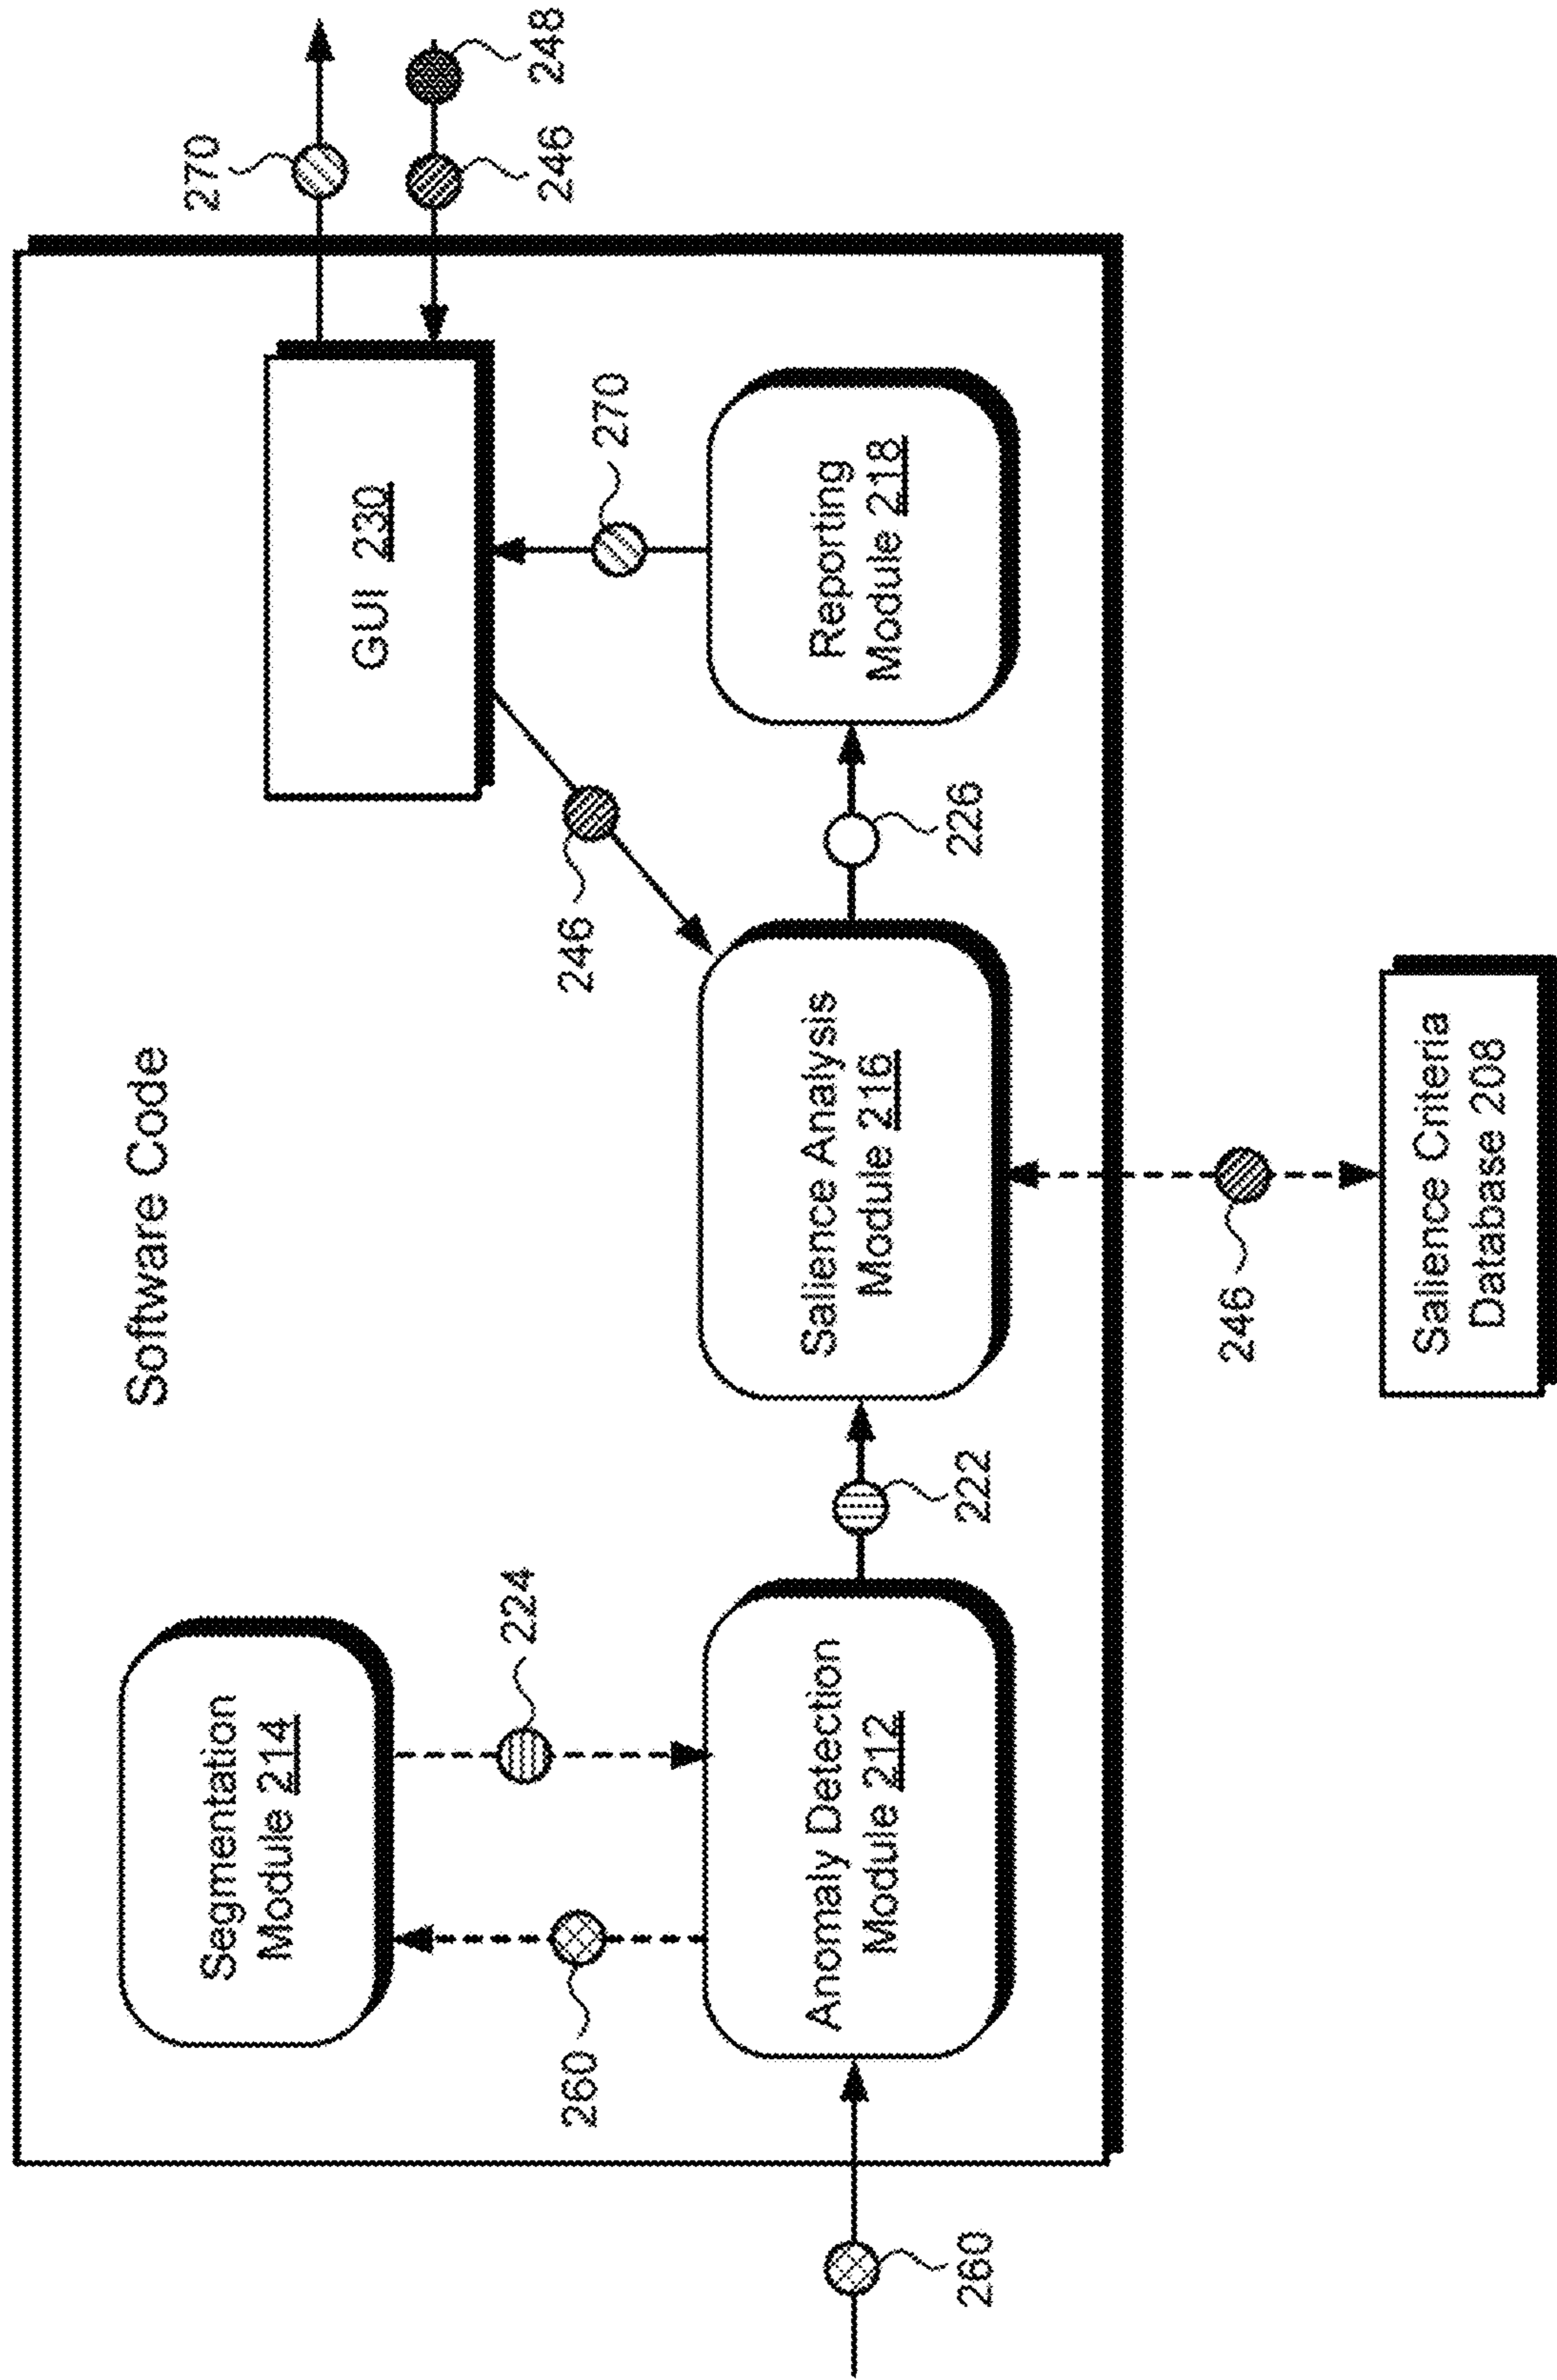 Software Code
Segmentation
Module 214
GUI 230
270
248
246
260
224
246
270
Anomaly Detection
Module 212
Salience Analysis
Module 216
Reporting
Module 218
260
222
226
246
Salience Criteria
Database 208